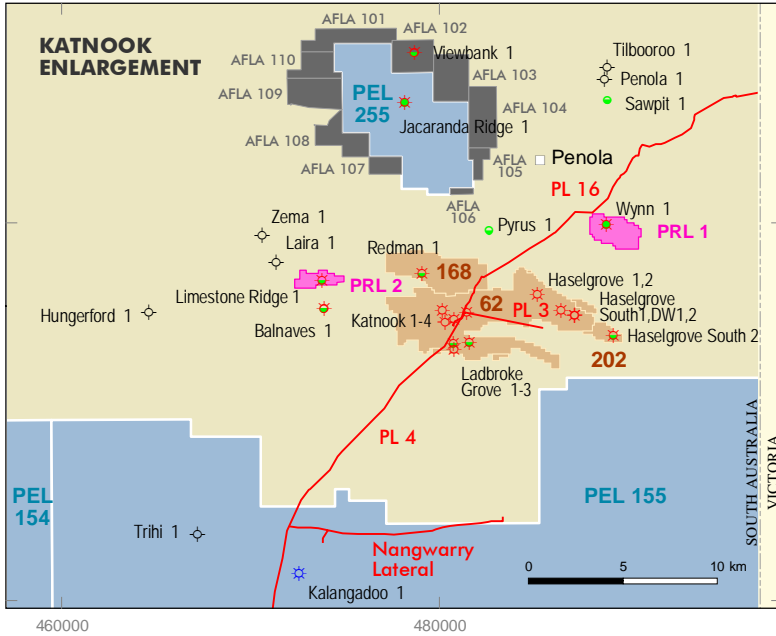 AFLA 101
AFLA 102
KATNOOK
ENLARGEMENT
Viewbank 1
Tilbooroo 1
AFLA 110
Penola 1
AFLA 103
PEL
255
AFLA 109
Sawpit 1
AFLA 104
Jacaranda Ridge 1
AFLA 108
AFLA
105
Penola
AFLA 107
PL 16
AFLA
106
Wynn 1
Zema 1
Pyrus 1
PRL 1
Laira 1
Redman 1
168
Haselgrove 1,2
PRL 2
Limestone Ridge 1
62
PL 3
Haselgrove
South1,DW1,2
Hungerford 1
Katnook 1-4
Balnaves 1
Haselgrove South 2
202
Ladbroke
Grove 1-3
PL 4
SOUTH AUSTRALIA
VICTORIA
PEL
154
PEL 155
Trihi 1
Nangwarry
Lateral
Kalangadoo 1
0 5 10 km
460000 480000